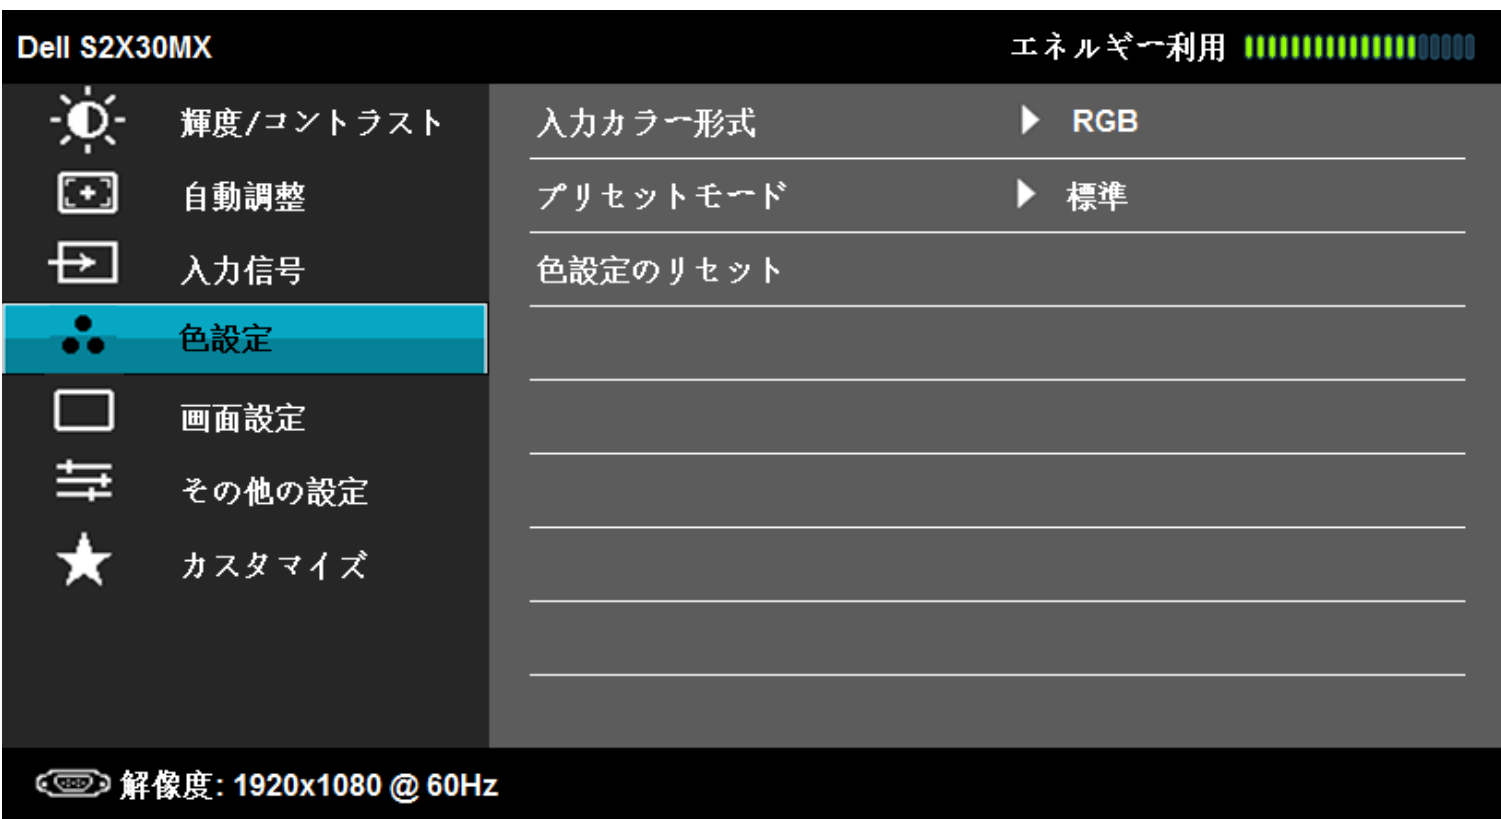 Dell S2X30MX エネルギー利用
輝度/コントラスト 入力カラー形式 RGB
自動調整 プリセットモード 標準
入力信号 色設定のリセット
色設定
画面設定
その他の設定
カスタマイズ
解像度: 1920x1080 @ 60Hz